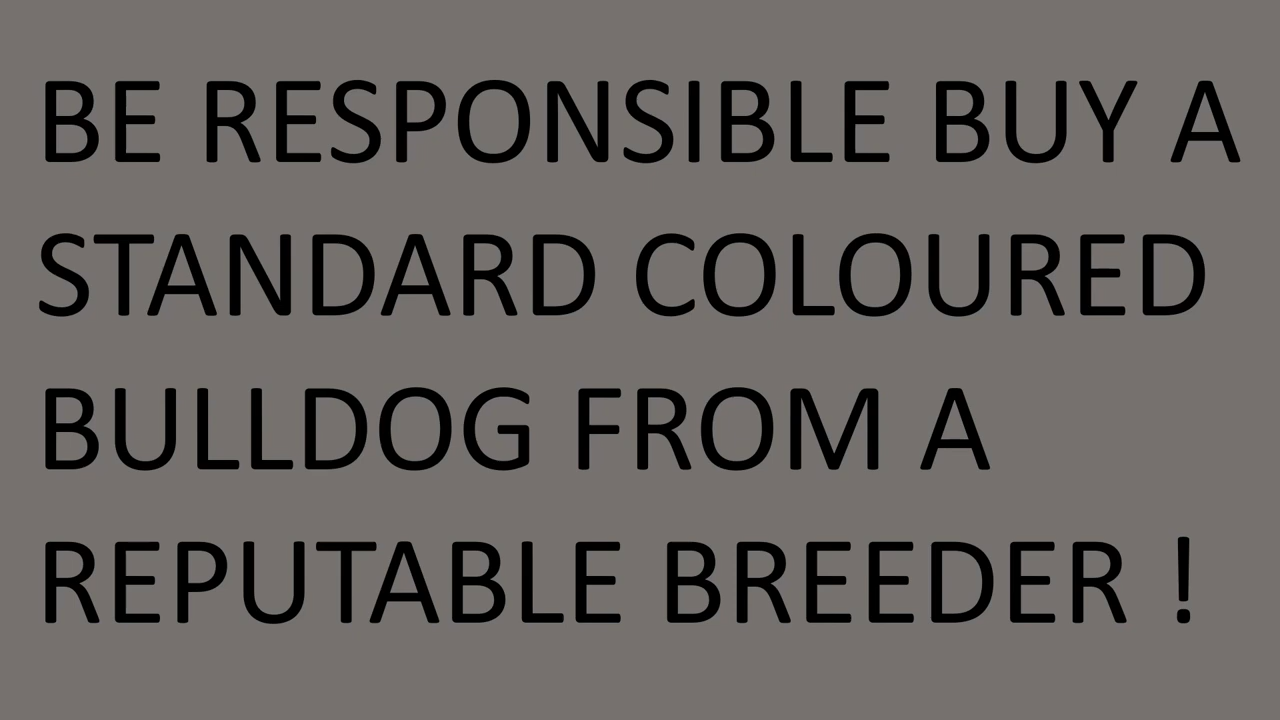 BE RESPONSIBLE BUY A
STANDARD COLOURED
BULLDOG FROM A
REPUTABLE BREEDER !